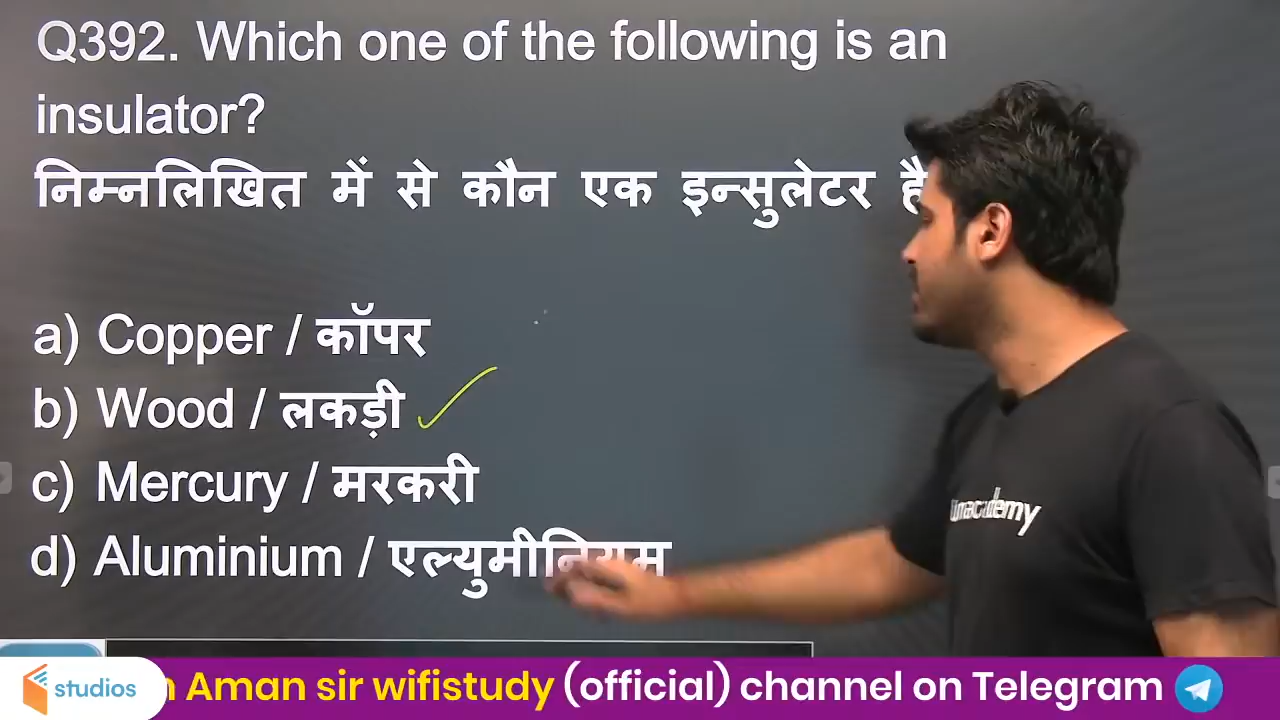 Q392. Which one of the following is an
insulator?
निम्नलिखित में से कौन एक इन्सुलेटर है
a) Copper / कॉपर
b) Wood / लकड़ी
c) Mercury / मरकरी
d) Aluminium / एल्युमीनियम
unacademy
studios
Aman sir wifistudy (official) channel on Telegram